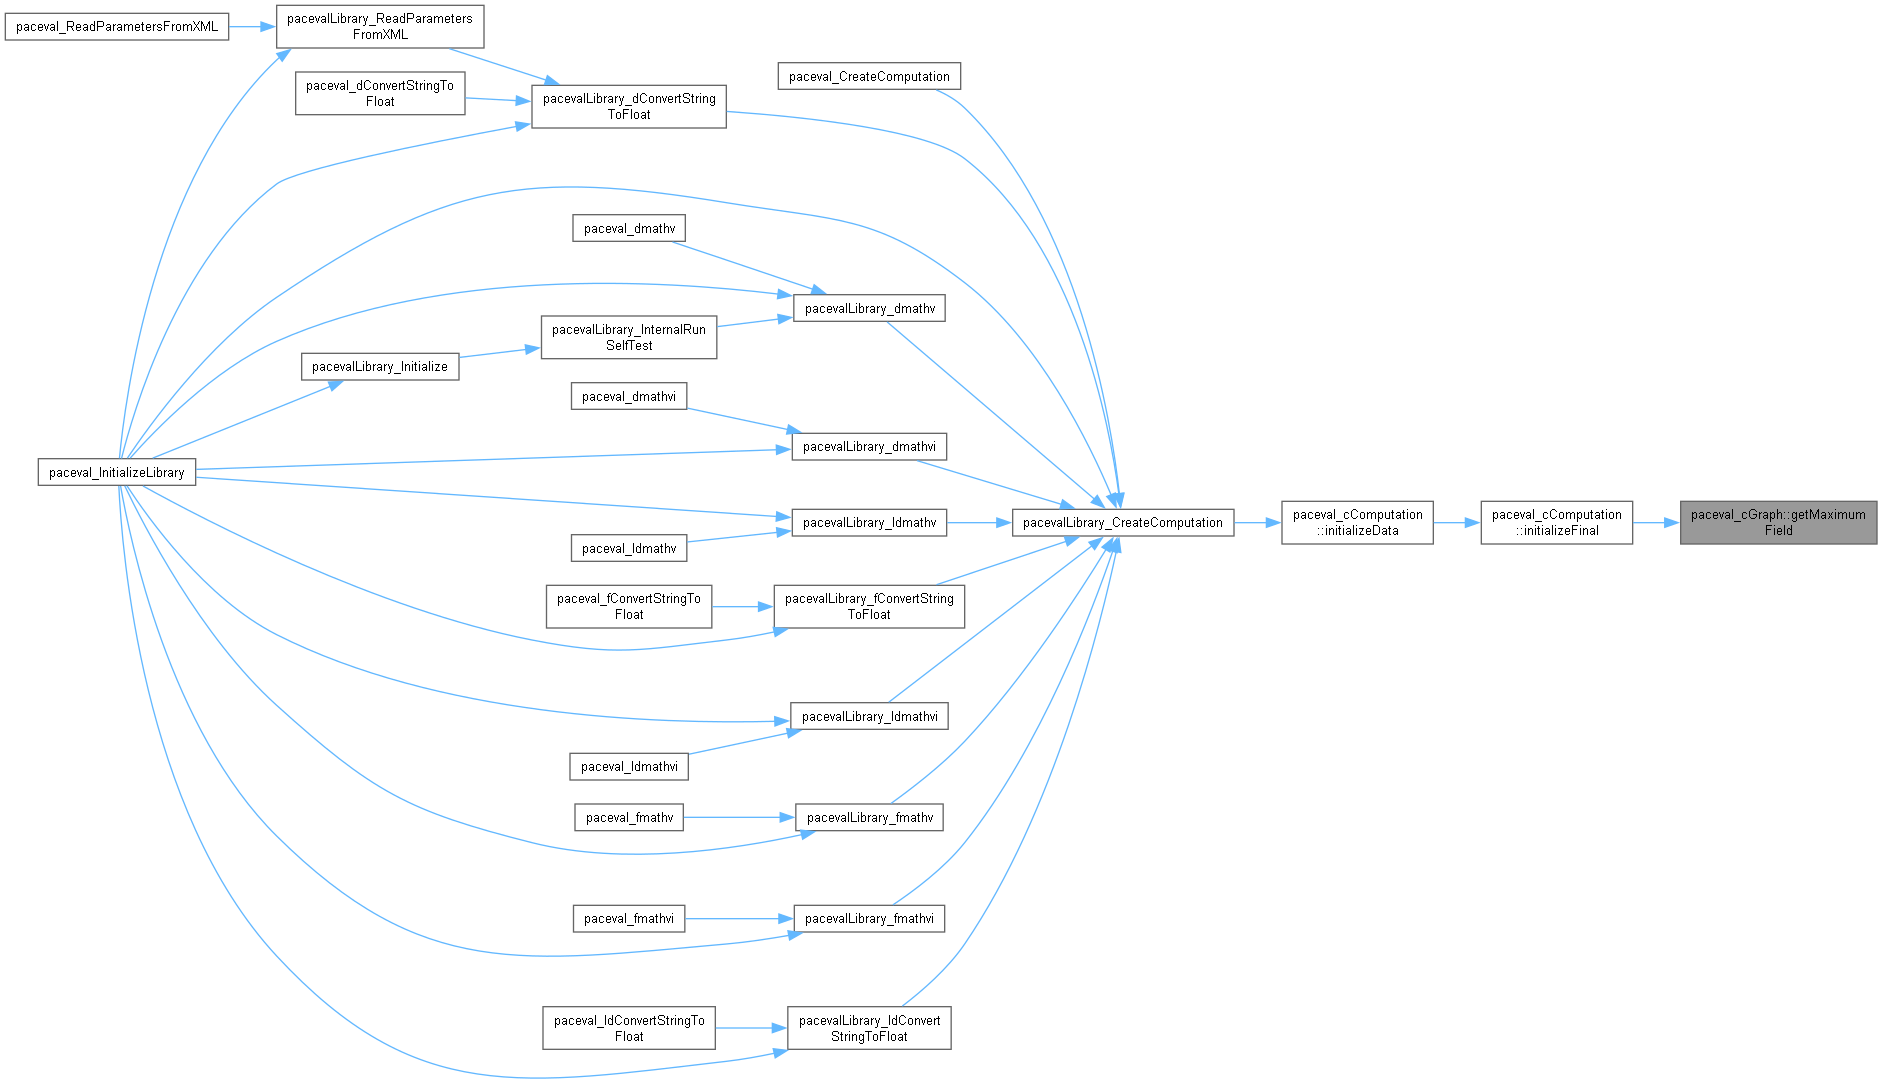 paceval_ReadParametersFromXML
pacevalLibrary_ReadParameters
FromXML
paceval_dConvertStringTo
Float
pacevalLibrary_dConvertString
ToFloat
paceval_CreateComputation
paceval_dmathv
pacevalLibrary_dmathv
pacevalLibrary_InternalRun
SelfTest
pacevalLibrary_Initialize
paceval_dmathvi
pacevalLibrary_dmathvi
paceval_InitializeLibrary
pacevalLibrary_ldmathv
paceval_ldmathv
pacevalLibrary_CreateComputation
paceval_cComputation
::initializeData
paceval_cComputation
::initializeFinal
paceval_cGraph::getMaximum
Field
paceval_fConvertStringTo
Float
pacevalLibrary_fConvertString
ToFloat
pacevalLibrary_ldmathvi
paceval_ldmathvi
paceval_fmathv
pacevalLibrary_fmathv
paceval_fmathvi
pacevalLibrary_fmathvi
paceval_ldConvertStringTo
Float
pacevalLibrary_ldConvert
StringToFloat